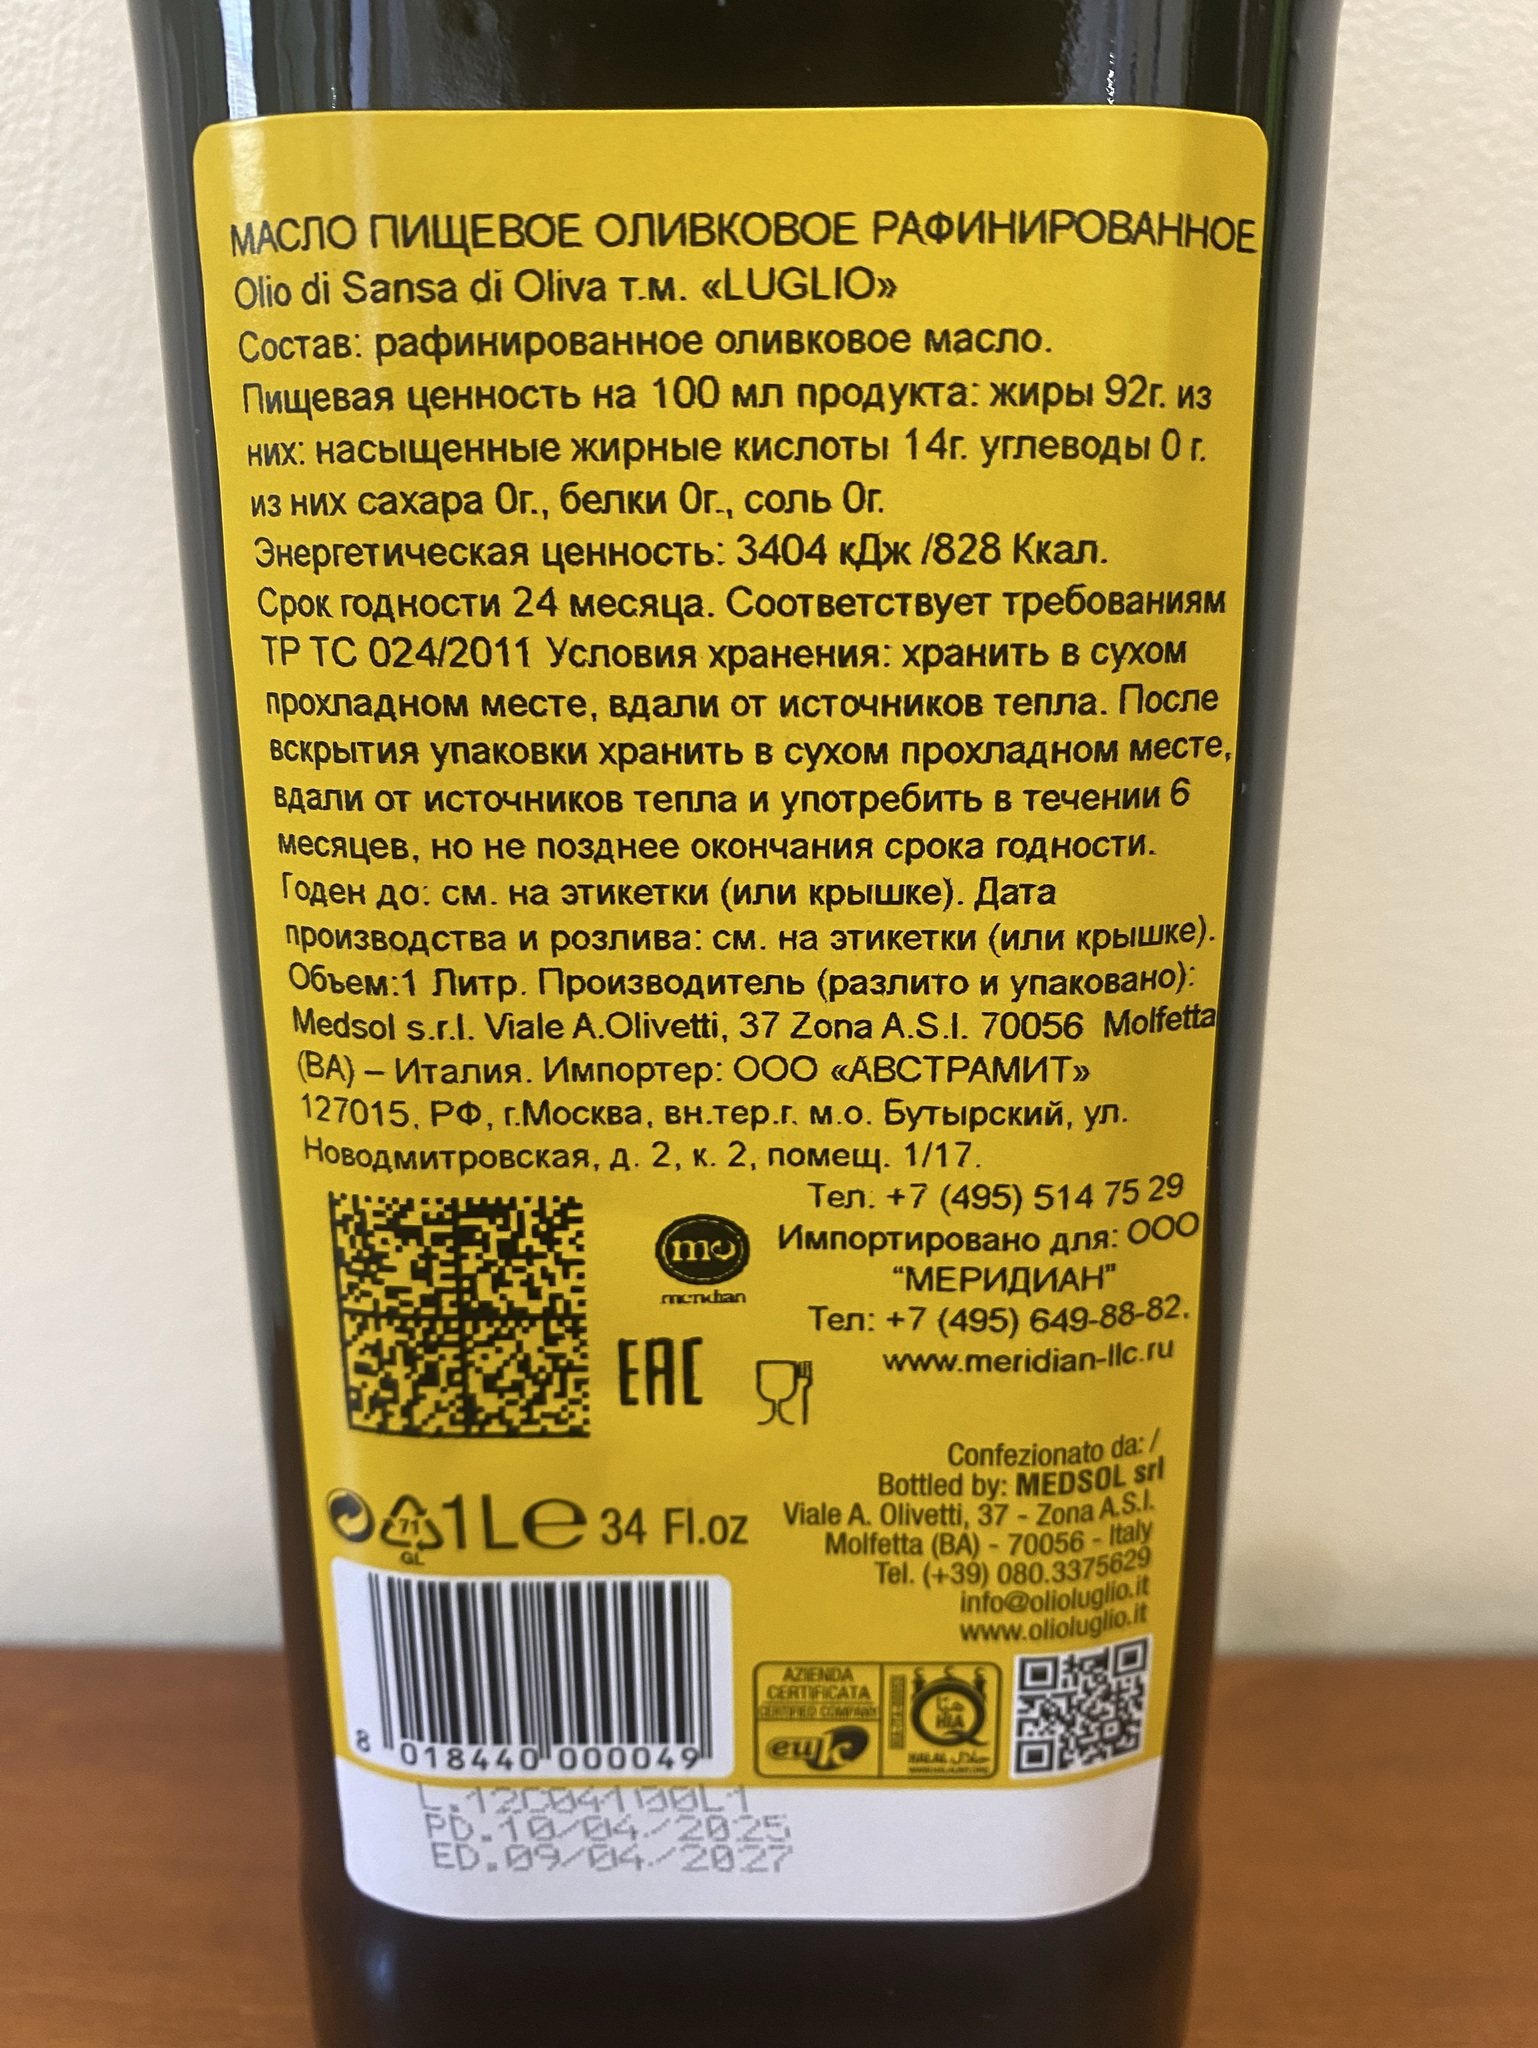 МАСЛО ПИЩЕВОЕ ОЛИВКОВОЕ РАФИНИРОВАННОЕ
Olio di Sansa di Oliva т.м. «LUGLIO»
Состав: рафинированное оливковое масло.
Пищевая ценность на 100 мл продукта: жиры 92г. из
них: насыщенные жирные кислоты 14г. углеводы 0 г.
из них сахара 0г., белки 0г., соль 0г.
Энергетическая ценность: 3404 кДж /828 Ккал.
Срок годности 24 месяца. Соответствует требованиям
ТР ТС 024/2011 Условия хранения: хранить в сухом
прохладном месте, вдали от источников тепла. После
вскрытия упаковки хранить в сухом прохладном месте,
вдали от источников тепла и употребить в течении 6
месяцев, но не позднее окончания срока годности.
Годен до: см. на этикетки (или крышке). Дата
производства и розлива: см. на этикетки (или крышке).
Объем:1 Литр. Производитель (разлито и упаковано):
Medsol s.r.l. Viale A.Olivetti, 37 Zona A.S.I. 70056 Molfetta
(BA) – Италия. Импортер: ООО «АВСТРАМИТ»
127015, РФ, г.Москва, вн.тер.г. м.о. Бутырский, ул.
Новодмитровская, д. 2, к. 2, помещ. 1/17.
Тел. +7 (495) 514 75 29
Импортировано для: ООО
“МЕРИДИАН”
Тел: +7 (495) 649-88-82.
www.meridian-llc.ru
me
meridian
EAC
Confezionato da: /
Bottled by: MEDSOL srl
Viale A. Olivetti, 37 - Zona A.S.I.
Molfetta (BA) - 70056 - Italy
Tel. (+39) 080.3375629
info@olioluglio.it
www.olioluglio.it
71
GL
1 L e 34 Fl.oz
8 018440 000049
AZIENDA
CERTIFICATA
CERTIFIED COMPANY
euk
HIA
HALAL حلال
L.12C04100L1
PD.10/04/2025
ED.09/04/2027